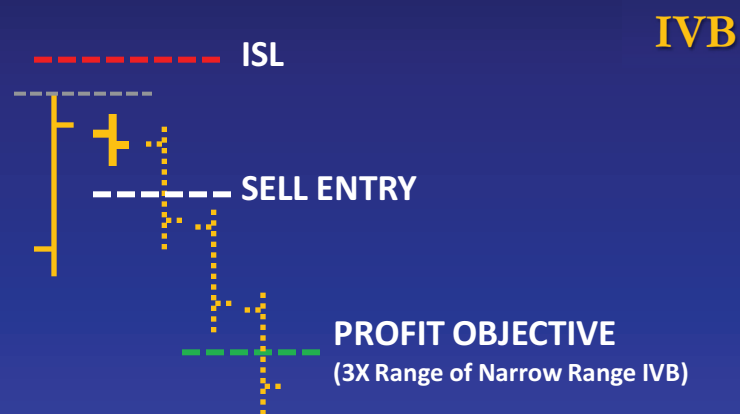 IVB
ISL
SELL ENTRY
PROFIT OBJECTIVE
(3X Range of Narrow Range IVB)